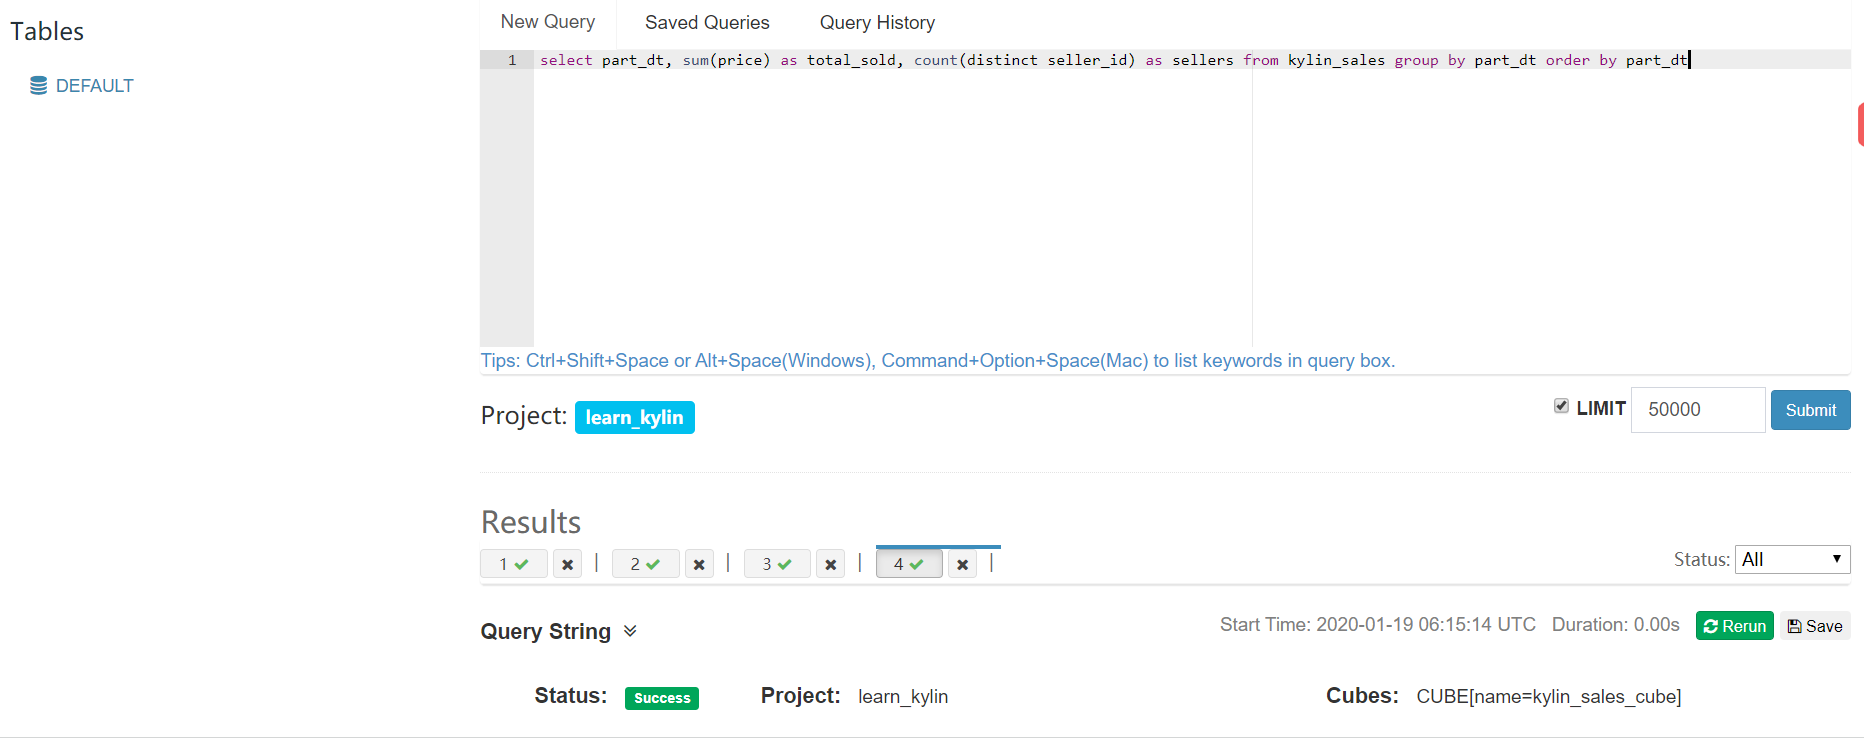 Tables
DEFAULT
New Query Saved Queries Query History
1 select part_dt, sum(price) as total_sold, count(distinct seller_id) as sellers from kylin_sales group by part_dt order by part_dt
Tips: Ctrl+Shift+Space or Alt+Space(Windows), Command+Option+Space(Mac) to list keywords in query box.
Project: learn_kylin LIMIT 50000 Submit
Results
1 | 2 | 3 | 4 | Status: All
Query String Start Time: 2020-01-19 06:15:14 UTC Duration: 0.00s Rerun Save
Status: Success Project: learn_kylin Cubes: CUBE[name=kylin_sales_cube]